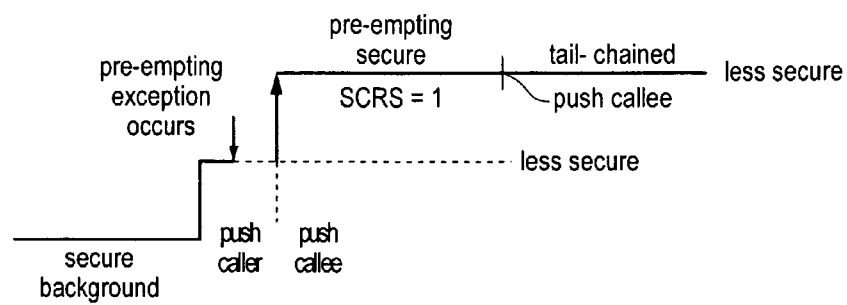 pre-empting
secure
tail- chained
less secure
SCRS = 1
push callee
pre-empting
exception
occurs
less secure
push
caller
push
callee
secure
background